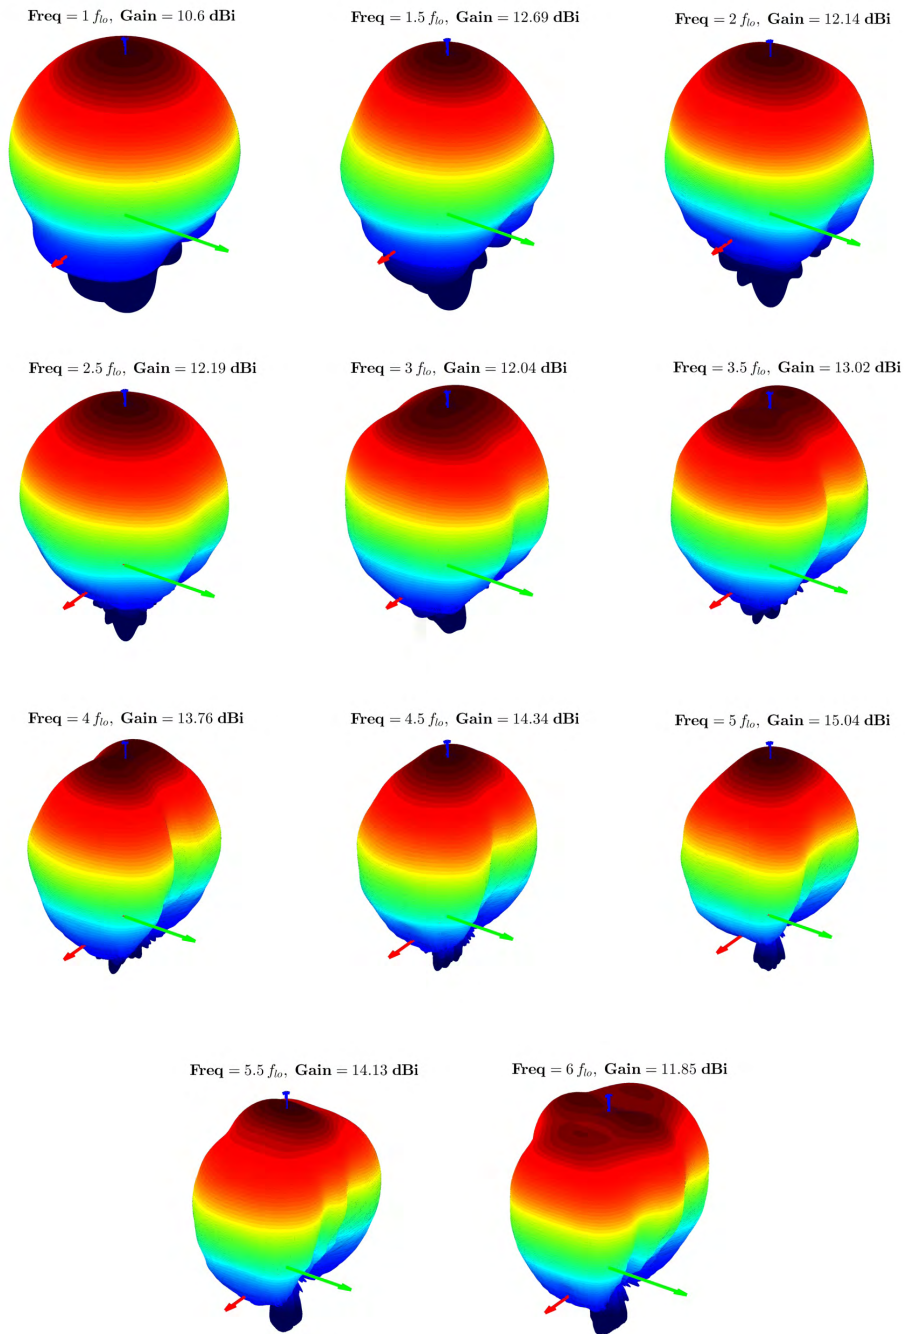 Freq = 1 f_lo, Gain = 10.6 dBi
Freq = 1.5 f_lo, Gain = 12.69 dBi
Freq = 2 f_lo, Gain = 12.14 dBi
Freq = 2.5 f_lo, Gain = 12.19 dBi
Freq = 3 f_lo, Gain = 12.04 dBi
Freq = 3.5 f_lo, Gain = 13.02 dBi
Freq = 4 f_lo, Gain = 13.76 dBi
Freq = 4.5 f_lo, Gain = 14.34 dBi
Freq = 5 f_lo, Gain = 15.04 dBi
Freq = 5.5 f_lo, Gain = 14.13 dBi
Freq = 6 f_lo, Gain = 11.85 dBi